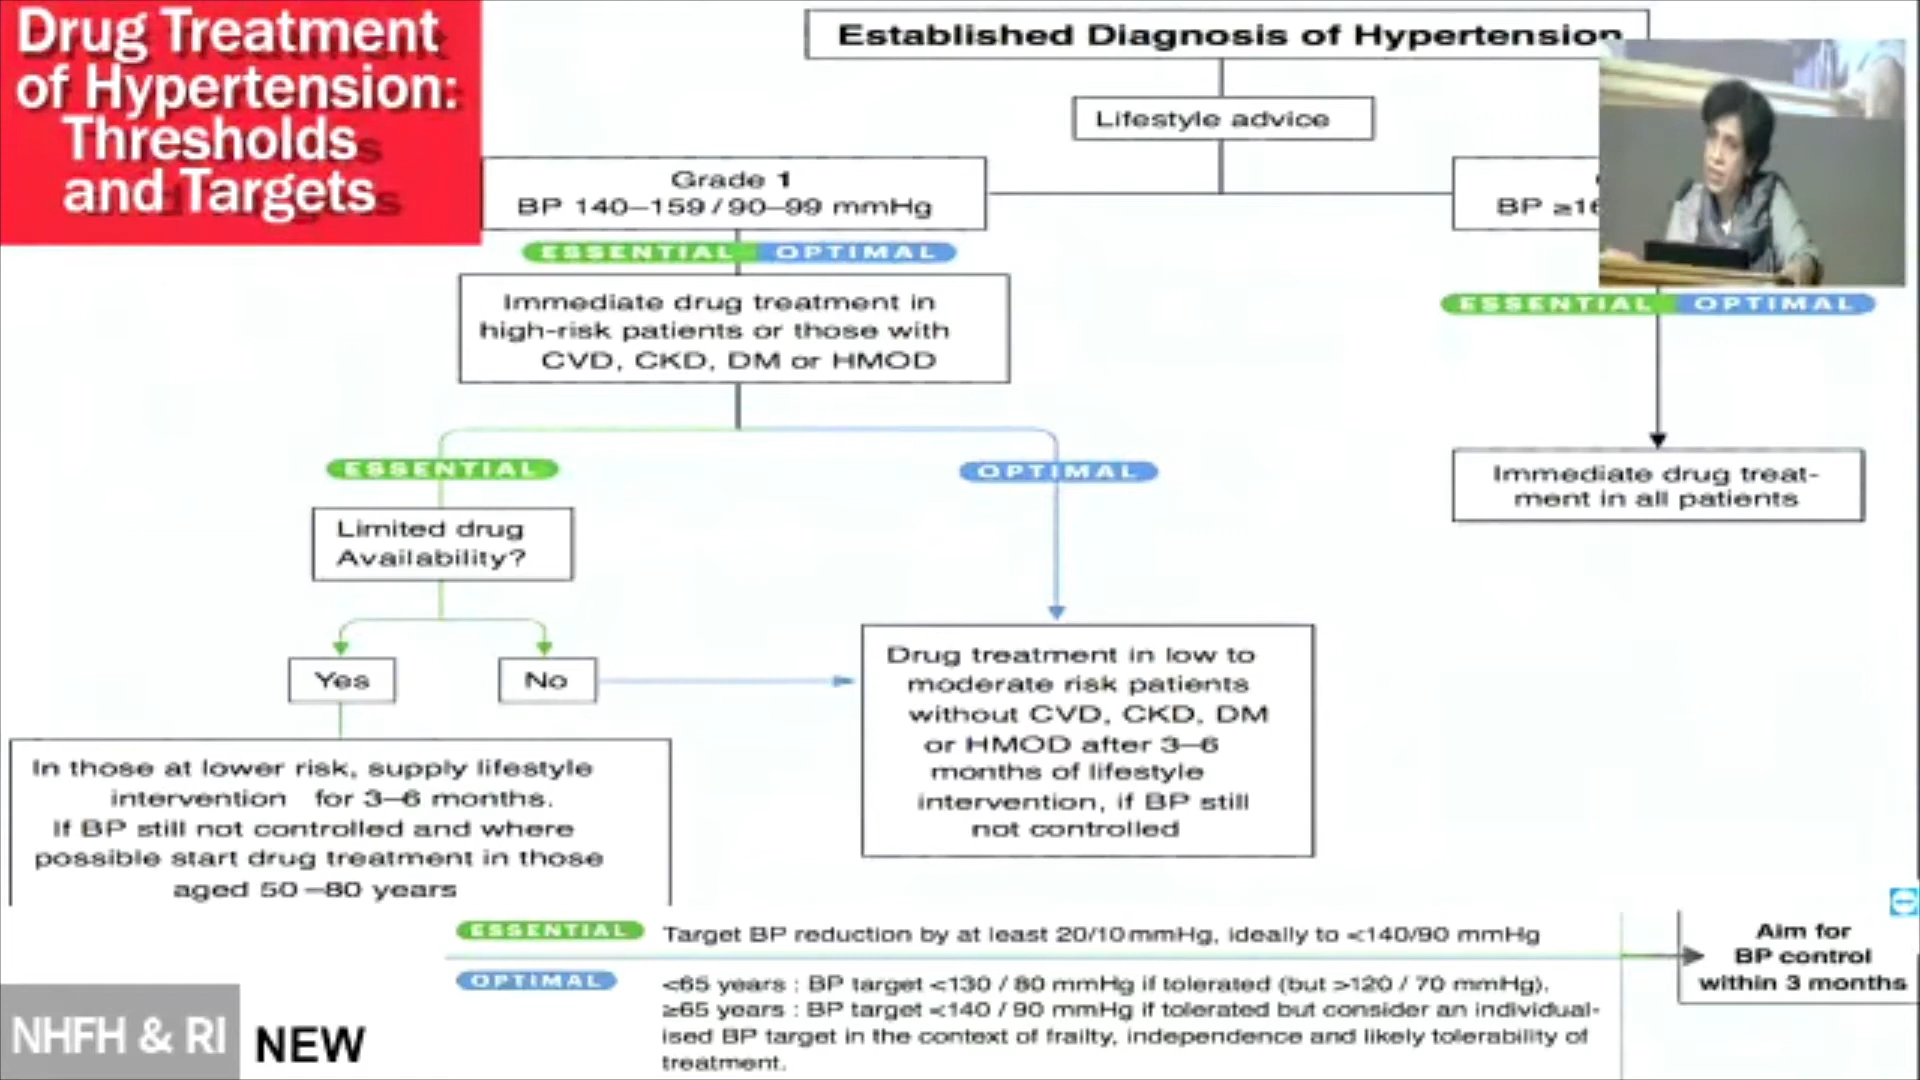 Drug Treatment
of Hypertension:
Thresholds
and Targets
Established Diagnosis of Hypertension
Lifestyle advice
Grade 1
BP 140–159 / 90–99 mmHg
BP ≥16
ESSENTIAL OPTIMAL
ESSENTIAL OPTIMAL
Immediate drug treatment in
high-risk patients or those with
CVD, CKD, DM or HMOD
ESSENTIAL
OPTIMAL
Immediate drug treat-
ment in all patients
Limited drug
Availability?
Yes
No
Drug treatment in low to
moderate risk patients
without CVD, CKD, DM
or HMOD after 3–6
months of lifestyle
intervention, if BP still
not controlled
In those at lower risk, supply lifestyle
intervention for 3–6 months.
If BP still not controlled and where
possible start drug treatment in those
aged 50–80 years
ESSENTIAL
Target BP reduction by at least 20/10 mmHg, ideally to <140/90 mmHg
OPTIMAL
<65 years : BP target <130 / 80 mmHg if tolerated (but >120 / 70 mmHg).
≥65 years : BP target <140 / 90 mmHg if tolerated but consider an individual-
ised BP target in the context of frailty, independence and likely tolerability of
treatment.
Aim for
BP control
within 3 months
NHFH & RI
NEW